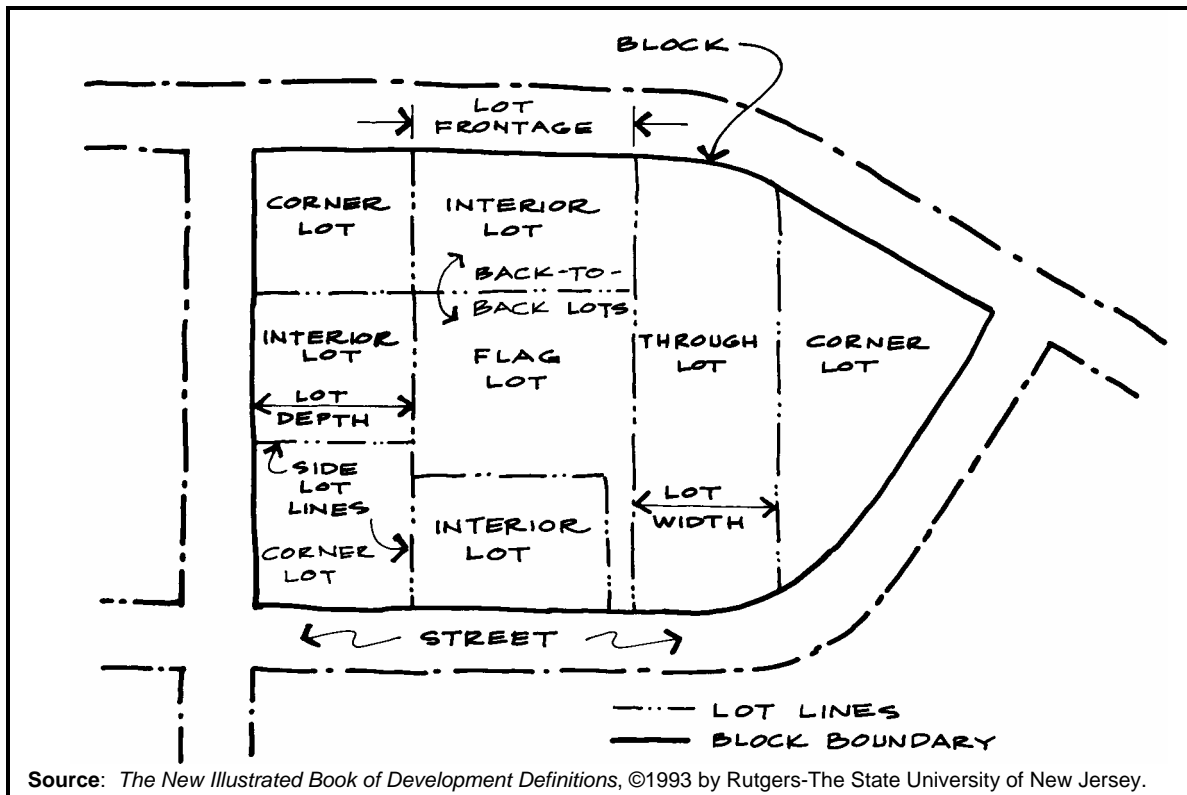 BLOCK
LOT
FRONTAGE
CORNER
LOT
INTERIOR
LOT
BACK-TO-
BACK LOTS
INTERIOR
LOT
FLAG
LOT
THROUGH
LOT
CORNER
LOT
LOT
DEPTH
SIDE
LOT
LINES
LOT
WIDTH
INTERIOR
LOT
CORNER
LOT
STREET
LOT LINES
BLOCK BOUNDARY
Source: The New Illustrated Book of Development Definitions, ©1993 by Rutgers-The State University of New Jersey.